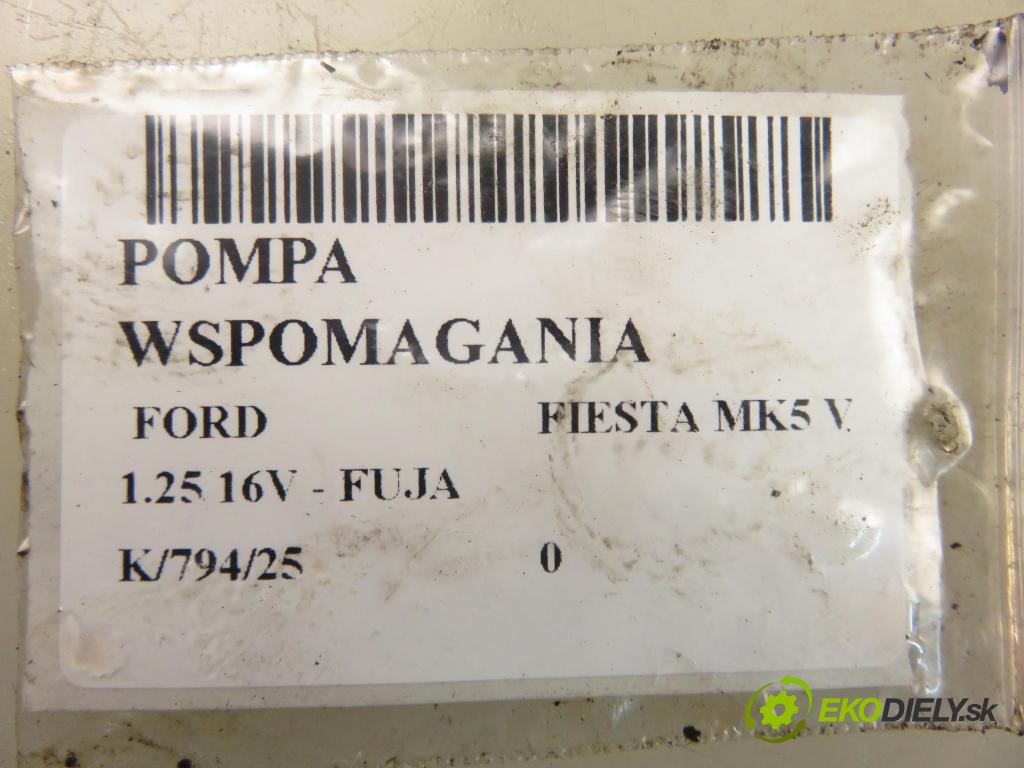 POMPA
WSPOMAGANIA
FORD FIESTA MK5 V
1.25 16V - FUJA
K/794/25 0
EKODIELY.sk